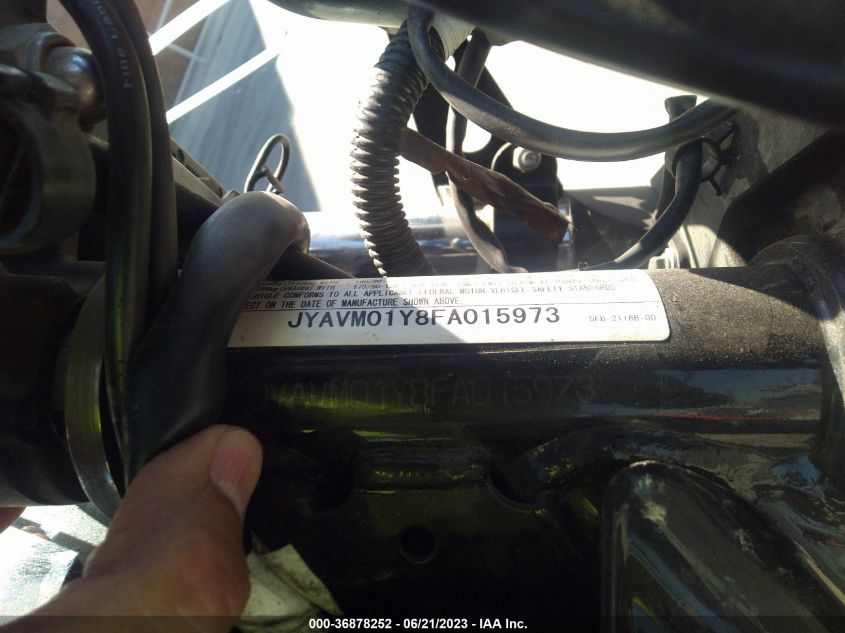 VEHICLE CONFORMS TO ALL APPLICABLE FEDERAL MOTOR VEHICLE SAFETY STANDARDS
ECT ON THE DATE OF MANUFACTURE SHOWN ABOVE.
JYAVM01Y8FA015973
5FB-2118B-00
JYAVM01Y8FA015973
000-36878252 - 06/21/2023 - IAA Inc.